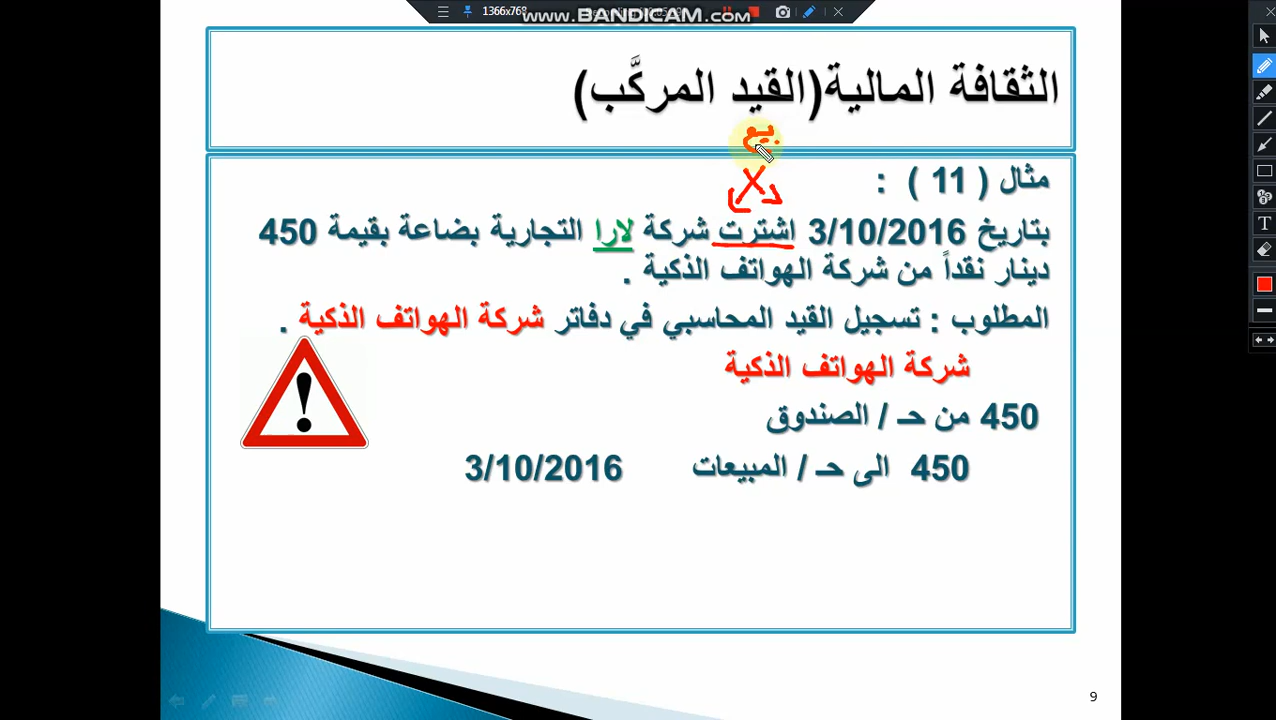 1366x768
WWW.BANDICAM.COM
الثقافة المالية(القيد المركَّب)
مثال ( 11 ) :
بتاريخ 3/10/2016 اشترت شركة لارا التجارية بضاعة بقيمة 450
دينار نقداً من شركة الهواتف الذكية .
المطلوب : تسجيل القيد المحاسبي في دفاتر شركة الهواتف الذكية .
شركة الهواتف الذكية
450 من حـ / الصندوق
450 الى حـ / المبيعات 3/10/2016
9